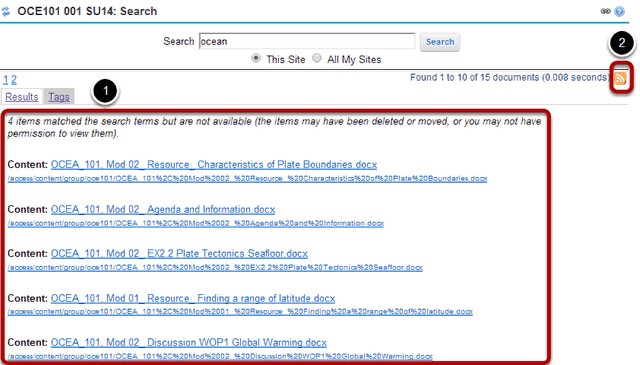 OCE101 001 SU14: Search
Search ocean Search
This Site All My Sites
2
1 2
Found 1 to 10 of 15 documents (0.008 seconds)
Results Tags
1
4 items matched the search terms but are not available (the items may have been deleted or moved, or you may not have
permission to view them).
Content: OCEA_101, Mod 02_ Resource_ Characteristics of Plate Boundaries.docx
/access/content/group/oce101/OCEA_101%2C%20Mod%2002_%20Resource_%20Characteristics%20of%20Plate%20Boundaries.docx
Content: OCEA_101, Mod 02_ Agenda and Information.docx
/access/content/group/oce101/OCEA_101%2C%20Mod%2002_%20Agenda%20and%20Information.docx
Content: OCEA_101, Mod 02_ EX2.2 Plate Tectonics Seafloor.docx
/access/content/group/oce101/OCEA_101%2C%20Mod%2002_%20EX2.2%20Plate%20Tectonics%20Seafloor.docx
Content: OCEA_101, Mod 01_ Resource_ Finding a range of latitude.docx
/access/content/group/oce101/OCEA_101%2C%20Mod%2001_%20Resource_%20Finding%20a%20range%20of%20latitude.docx
Content: OCEA_101, Mod 02_ Discussion WOP1 Global Warming.docx
/access/content/group/oce101/OCEA_101%2C%20Mod%2002_%20Discussion%20WOP1%20Global%20Warming.docx